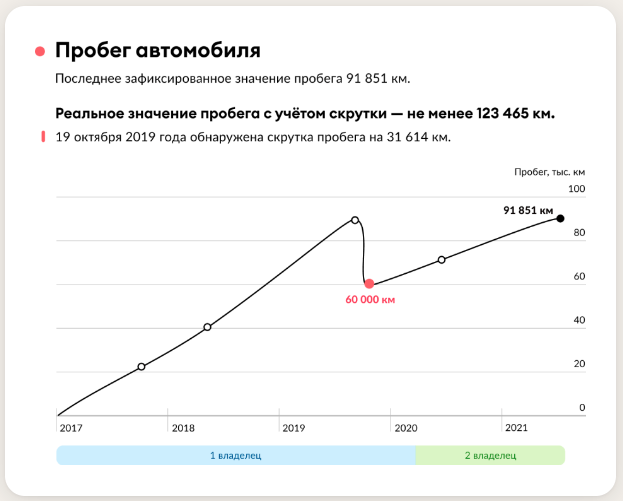 Пробег автомобиля
Последнее зафиксированное значение пробега 91 851 км.
Реальное значение пробега с учётом скрутки — не менее 123 465 км.
19 октября 2019 года обнаружена скрутка пробега на 31 614 км.
Пробег, тыс. км
100
91 851 км
80
60
60 000 км
40
20
0
2017 2018 2019 2020 2021
1 владелец 2 владелец